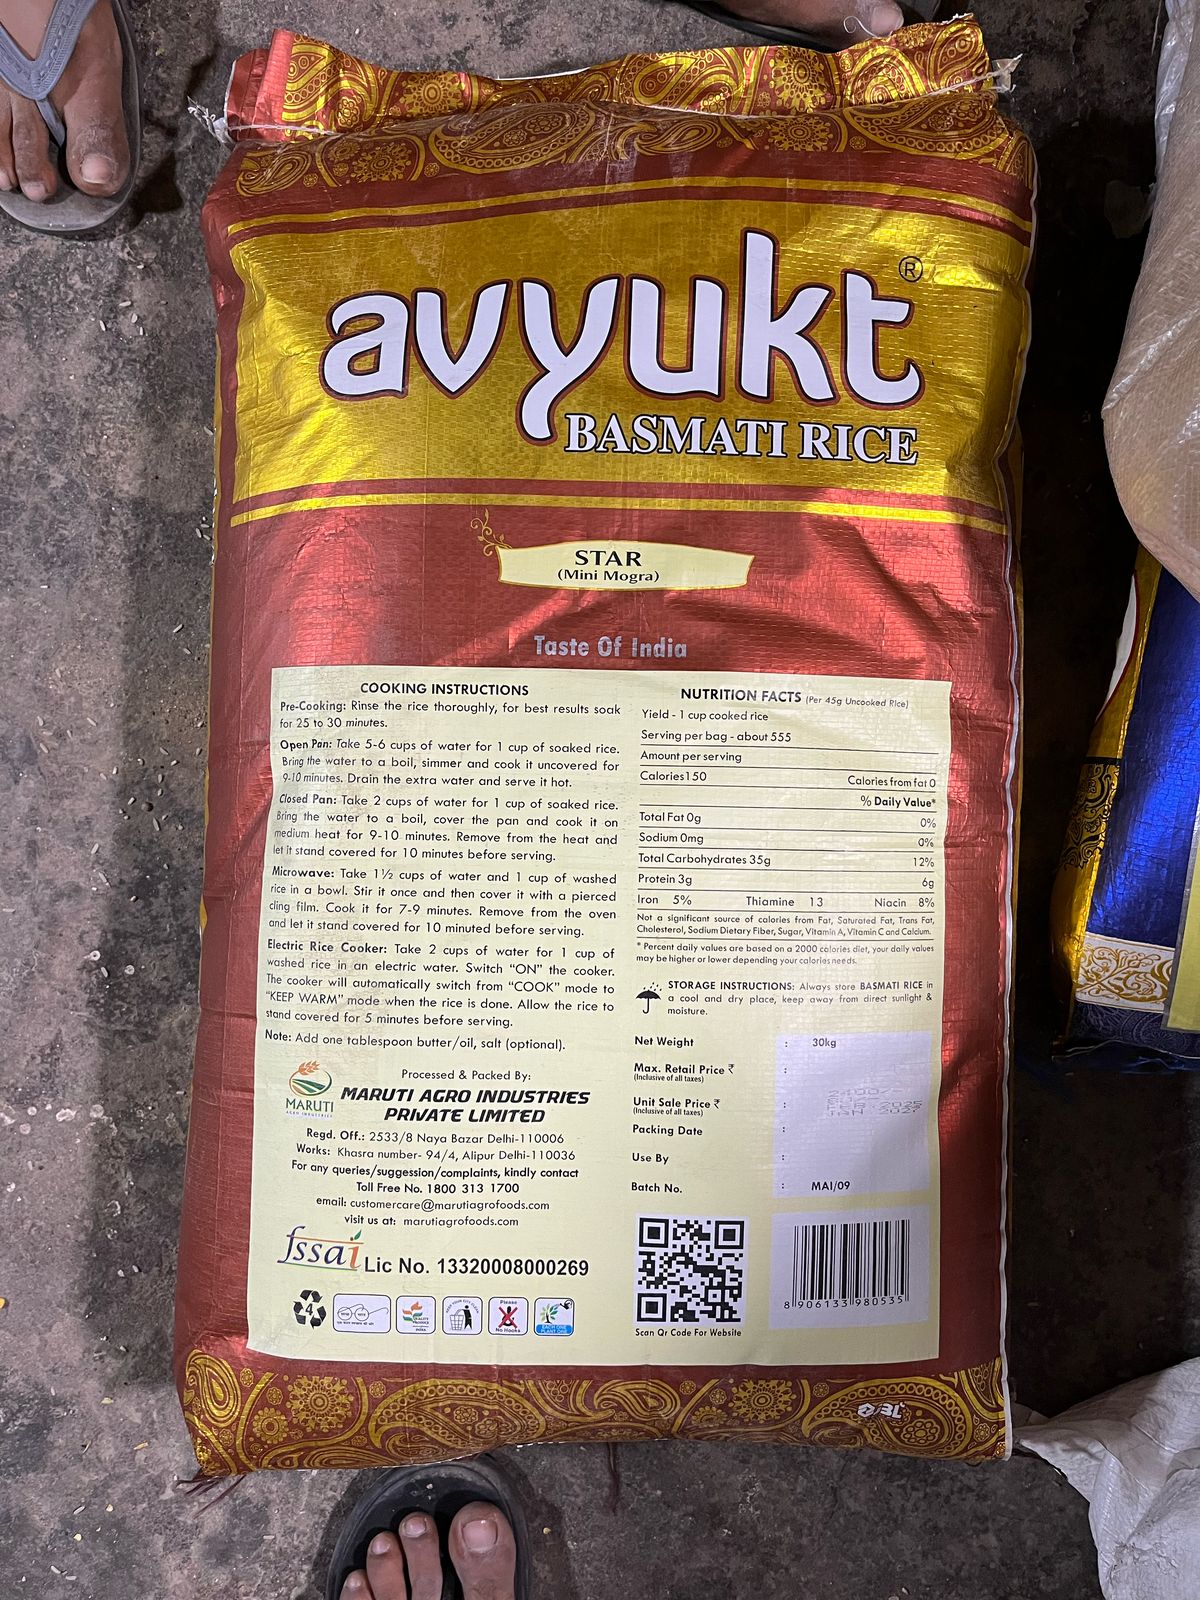 avyukt®
BASMATI RICE
STAR
(Mini Mogra)
Taste Of India
COOKING INSTRUCTIONS
Pre-Cooking: Rinse the rice thoroughly, for best results soak
for 25 to 30 minutes.
Open Pan: Take 5-6 cups of water for 1 cup of soaked rice.
Bring the water to a boil, simmer and cook it uncovered for
9-10 minutes. Drain the extra water and serve it hot.
Closed Pan: Take 2 cups of water for 1 cup of soaked rice.
Bring the water to a boil, cover the pan and cook it on
medium heat for 9-10 minutes. Remove from the heat and
let it stand covered for 10 minutes before serving.
Microwave: Take 1½ cups of water and 1 cup of washed
rice in a bowl. Stir it once and then cover it with a pierced
cling film. Cook it for 7-9 minutes. Remove from the oven
and let it stand covered for 10 minuted before serving.
Electric Rice Cooker: Take 2 cups of water for 1 cup of
washed rice in an electric water. Switch “ON” the cooker.
The cooker will automatically switch from “COOK” mode to
“KEEP WARM” mode when the rice is done. Allow the rice to
stand covered for 5 minutes before serving.
Note: Add one tablespoon butter/oil, salt (optional).
MARUTI
AGRO INDUSTRIES
Processed & Packed By:
MARUTI AGRO INDUSTRIES
PRIVATE LIMITED
Regd. Off.: 2533/8 Naya Bazar Delhi-110006
Works: Khasra number- 94/4, Alipur Delhi-110036
For any queries/suggession/complaints, kindly contact
Toll Free No. 1800 313 1700
email: customercare@marutiagrofoods.com
visit us at: marutiagrofoods.com
fssai Lic No. 13320008000269
4
QUALITY
PRODUCE
INDIA
KEEP YOUR CITY CLEAN
Please
No Hooks
EACH ONE
PLANT ONE
NUTRITION FACTS (Per 45g Uncooked Rice)
Yield - 1 cup cooked rice
Serving per bag - about 555
Amount per serving
Calories150 Calories from fat 0
% Daily Value*
Total Fat 0g 0%
Sodium 0mg 0%
Total Carbohydrates 35g 12%
Protein 3g 6g
Iron 5% Thiamine 13 Niacin 8%
Not a significant source of calories from Fat, Saturated Fat, Trans Fat,
Cholesterol, Sodium Dietary Fiber, Sugar, Vitamin A, Vitamin C and Calcium.
* Percent daily values are based on a 2000 calories diet, your daily values
may be higher or lower depending your calories needs.
STORAGE INSTRUCTIONS: Always store BASMATI RICE in
a cool and dry place, keep away from direct sunlight &
moisture.
Net Weight : 30kg
Max. Retail Price ₹ :
(Inclusive of all taxes)
Unit Sale Price ₹ :
(Inclusive of all taxes)
Packing Date :
Use By :
Batch No. : MAI/09
Scan Qr Code For Website
8 906133 980535
BL